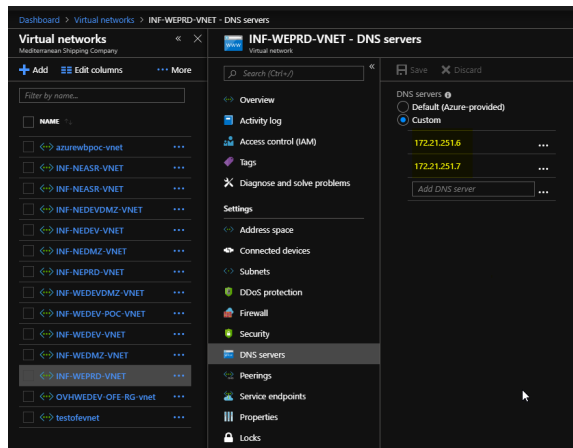 Dashboard > Virtual networks > INF-WEPRD-VNET - DNS servers
Virtual networks
Mediterranean Shipping Company
Add Edit columns More
Filter by name...
NAME
azurewbpoc-vnet
INF-NEASR-VNET
INF-NEASR-VNET
INF-NEDEVDMZ-VNET
INF-NEDEV-VNET
INF-NEDMZ-VNET
INF-NEPRD-VNET
INF-WEDEVDMZ-VNET
INF-WEDEV-POC-VNET
INF-WEDEV-VNET
INF-WEDMZ-VNET
INF-WEPRD-VNET
OVHWEDEV-OFE-RG-vnet
testofevnet
INF-WEPRD-VNET - DNS servers
Virtual network
www
Search (Ctrl+/)
Overview
Activity log
Access control (IAM)
Tags
Diagnose and solve problems
Settings
Address space
Connected devices
Subnets
DDoS protection
Firewall
Security
DNS servers
Peerings
Service endpoints
Properties
Locks
Save Discard
DNS servers
Default (Azure-provided)
Custom
172.21.251.6
172.21.251.7
Add DNS server